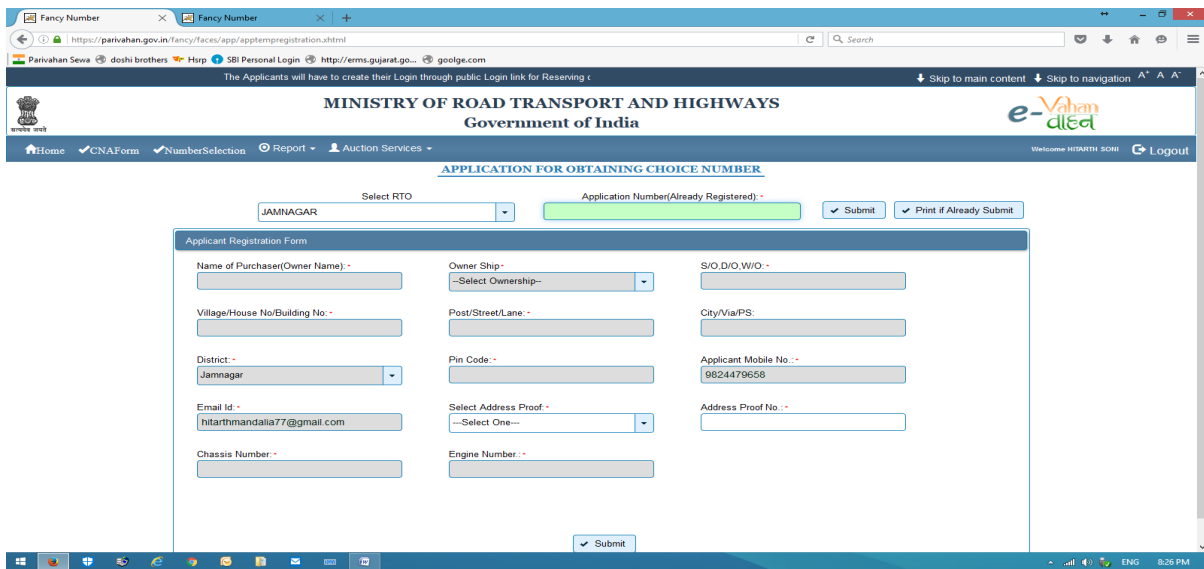 Fancy Number
Fancy Number
https://parivahan.gov.in/fancy/faces/app/apptempregistration.xhtml
Search
Parivahan Sewa doshi brothers Hsrp SBI Personal Login http://erms.gujarat.go... goolge.com
The Applicants will have to create their Login through public Login link for Reserving c
Skip to main content Skip to navigation A+ A A-
सत्यमेव जयते
MINISTRY OF ROAD TRANSPORT AND HIGHWAYS
Government of India
e-Vahan
वाहन
Home CNAForm NumberSelection Report Auction Services
Welcome HITARTH SONI Logout
APPLICATION FOR OBTAINING CHOICE NUMBER
Select RTO Application Number(Already Registered): -
JAMNAGAR Submit Print if Already Submit
Applicant Registration Form
Name of Purchaser(Owner Name): - Owner Ship- S/O,D/O,W/O: -
--Select Ownership--
Village/House No/Building No: - Post/Street/Lane: - City/Via/PS:
District: - Pin Code: - Applicant Mobile No.: -
Jamnagar 9824479658
Email Id: - Select Address Proof: - Address Proof No.: -
hitarthmandalia77@gmail.com ---Select One---
Chassis Number: - Engine Number.: -
Submit
ENG 8:26 PM